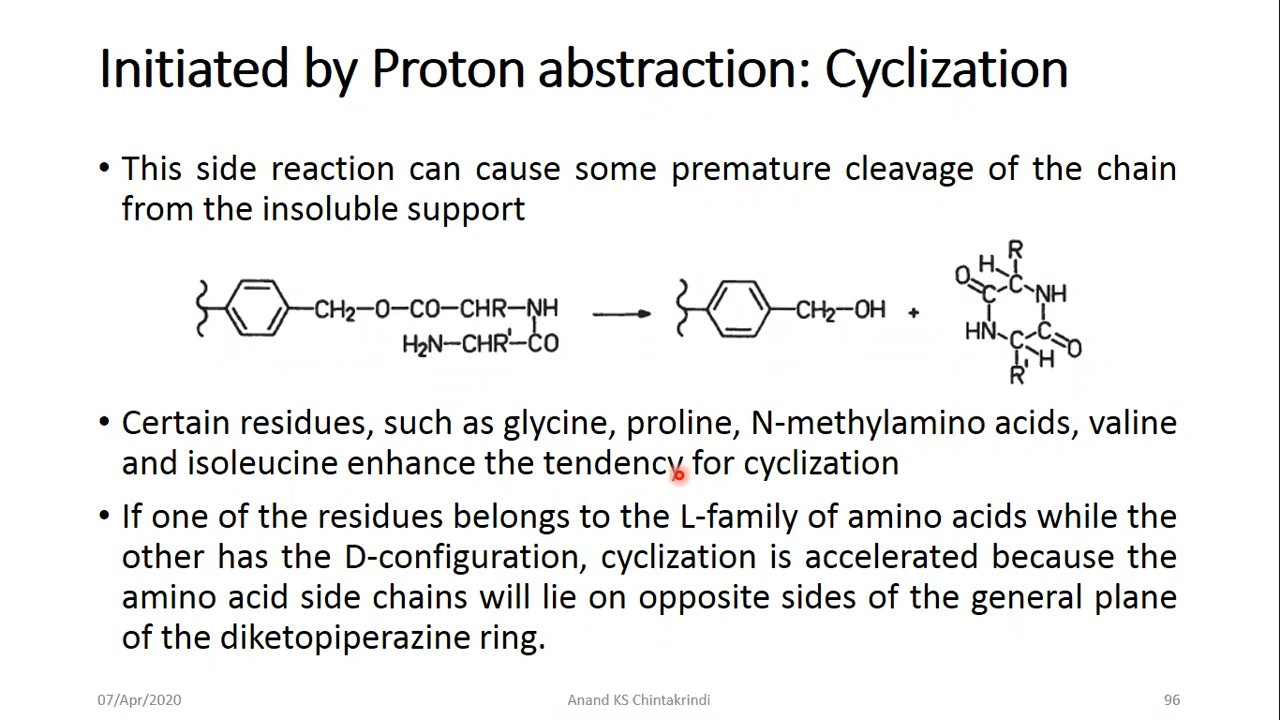 Initiated by Proton abstraction: Cyclization
• This side reaction can cause some premature cleavage of the chain
from the insoluble support
CH2–O–CO–CHR–NH
H2N–CHR'–CO
CH2–OH +
R
H
O
C
C
NH
HN
C
C
O
H
R'
• Certain residues, such as glycine, proline, N-methylamino acids, valine
and isoleucine enhance the tendency for cyclization
• If one of the residues belongs to the L-family of amino acids while the
other has the D-configuration, cyclization is accelerated because the
amino acid side chains will lie on opposite sides of the general plane
of the diketopiperazine ring.
07/Apr/2020 Anand KS Chintakrindi 96